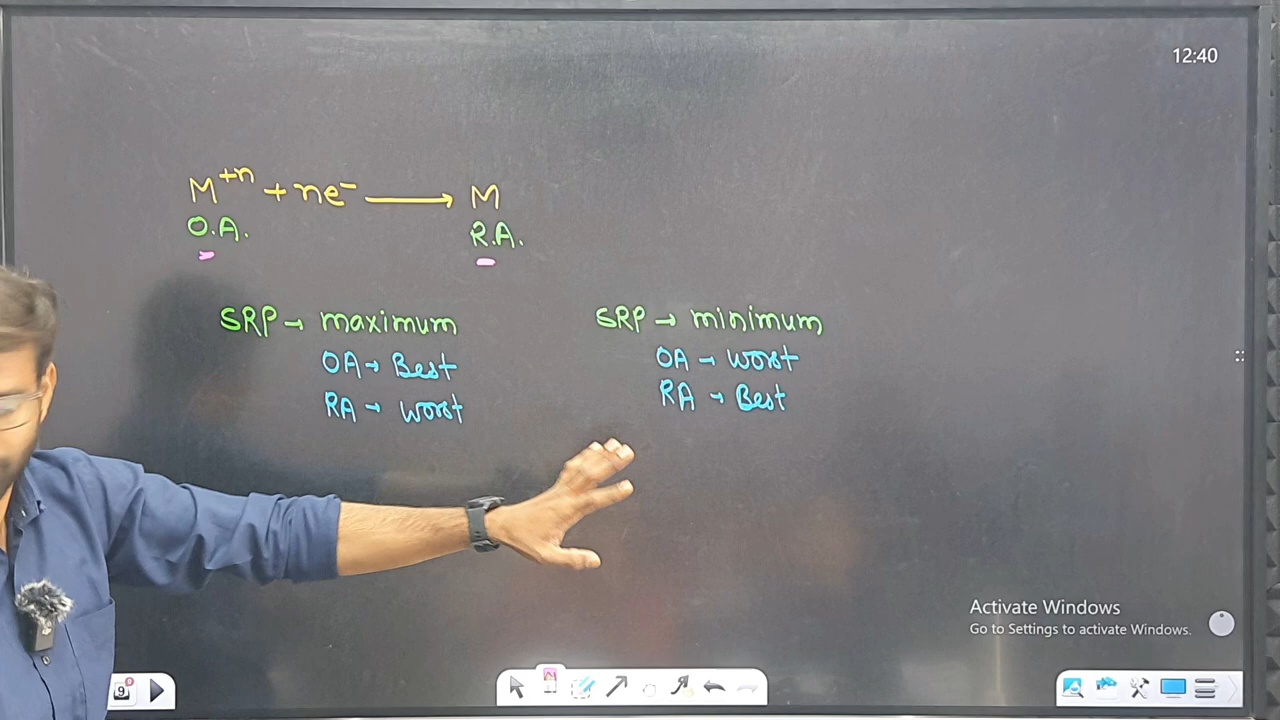 12:40
M⁺ⁿ + ne⁻ ⟶ M
O.A. R.A.
SRP → maximum
OA → Best
RA → Worst
SRP → minimum
OA → Worst
RA → Best
Activate Windows
Go to Settings to activate Windows.
9